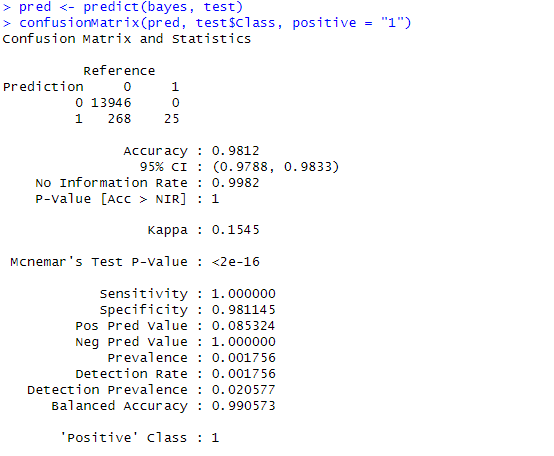 > pred <- predict(bayes, test)
> confusionMatrix(pred, test$Class, positive = "1")
Confusion Matrix and Statistics
Reference
Prediction 0 1
0 13946 0
1 268 25
Accuracy : 0.9812
95% CI : (0.9788, 0.9833)
No Information Rate : 0.9982
P-Value [Acc > NIR] : 1
Kappa : 0.1545
Mcnemar's Test P-Value : <2e-16
Sensitivity : 1.000000
Specificity : 0.981145
Pos Pred Value : 0.085324
Neg Pred Value : 1.000000
Prevalence : 0.001756
Detection Rate : 0.001756
Detection Prevalence : 0.020577
Balanced Accuracy : 0.990573
'Positive' Class : 1